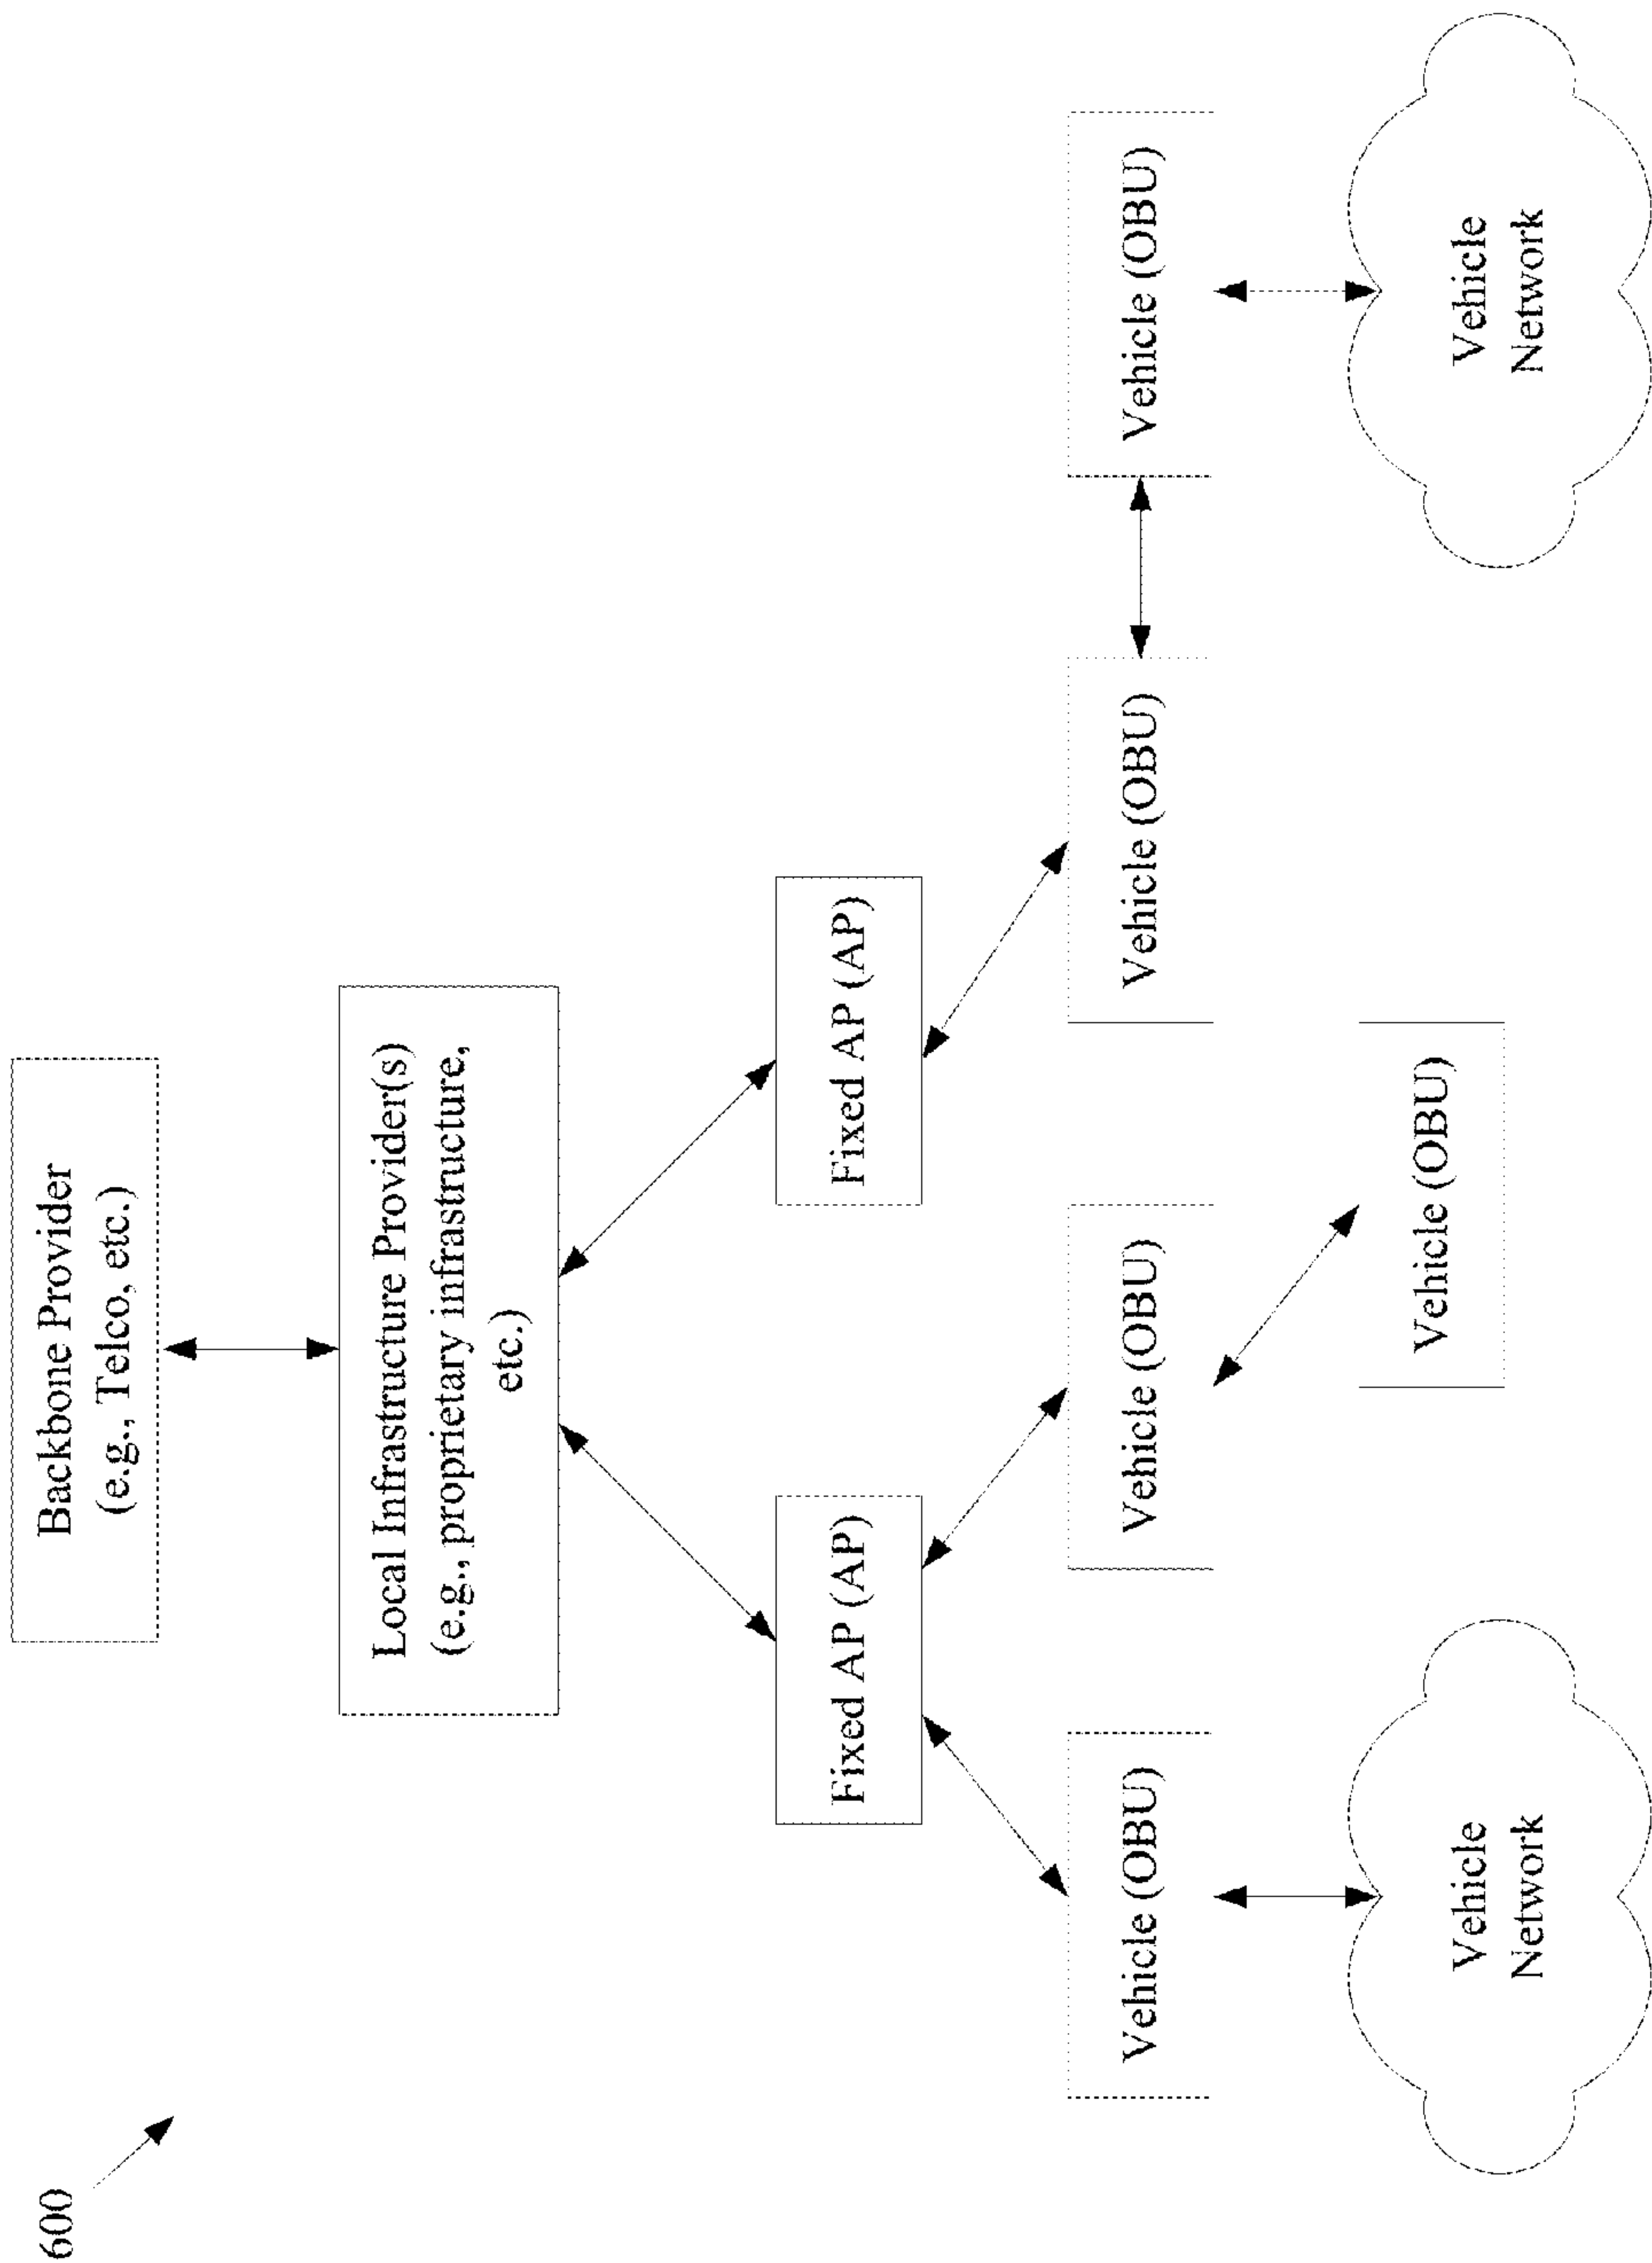 600
Backbone Provider
(e.g., Telco, etc.)
Local Infrastructure Provider(s)
(e.g., proprietary infrastructure,
etc.)
Fixed AP (AP)
Fixed AP (AP)
Vehicle (OBU)
Vehicle (OBU)
Vehicle (OBU)
Vehicle (OBU)
Vehicle (OBU)
Vehicle
Network
Vehicle
Network